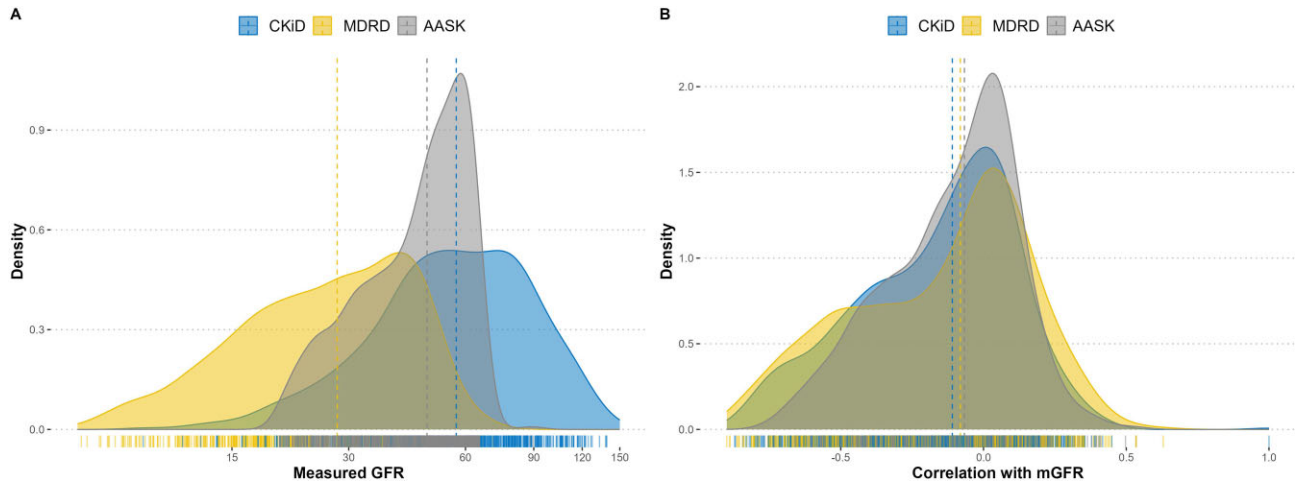 A
CKiD MDRD AASK
Density
0.9
0.6
0.3
0.0
15 30 60 90 120 150
Measured GFR
B
CKiD MDRD AASK
Density
2.0
1.5
1.0
0.5
0.0
-0.5 0.0 0.5 1.0
Correlation with mGFR